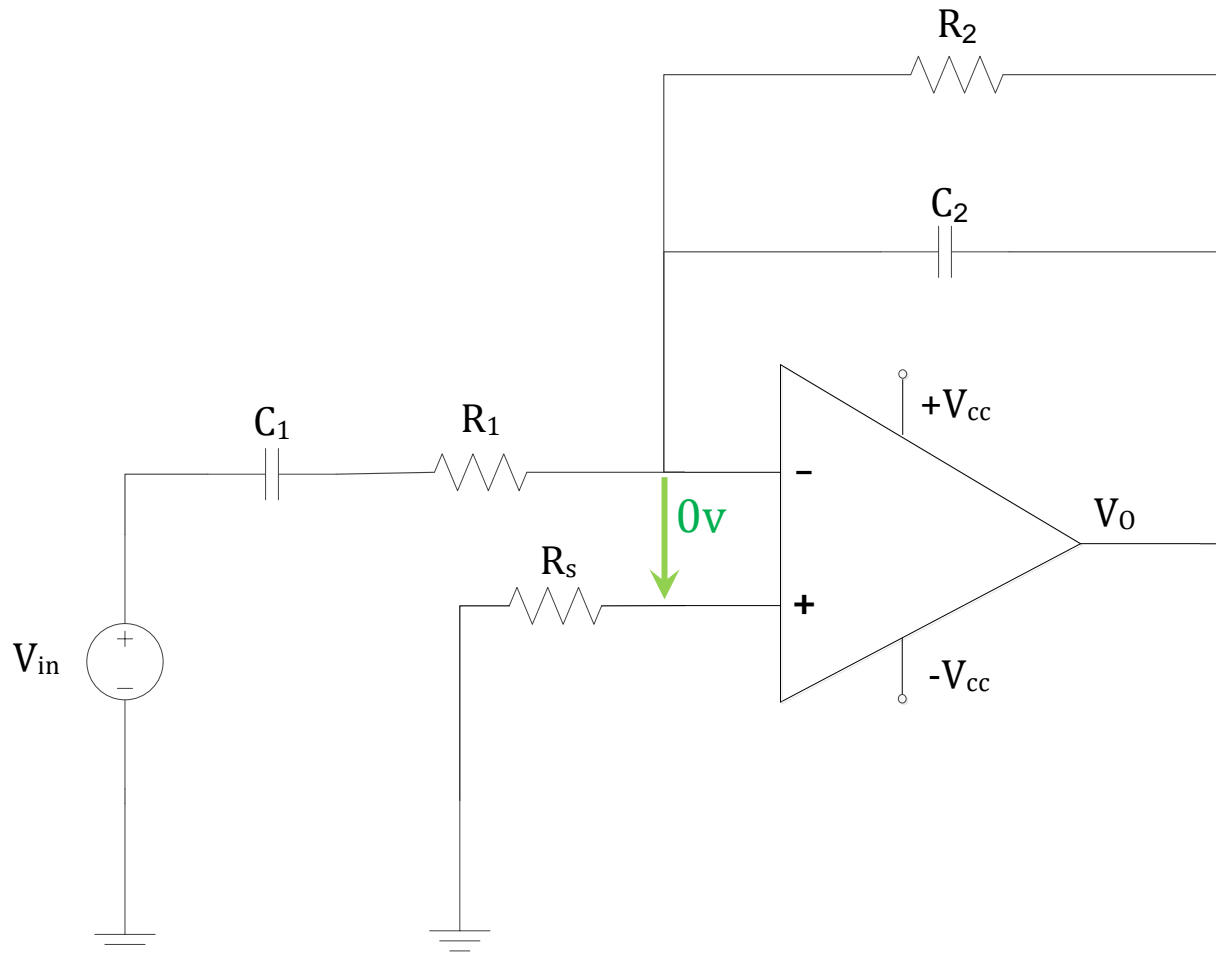 R₂
C₂
+Vcc
C₁
R₁
-
0v
Vo
Rs
+
+
Vin
-
-Vcc